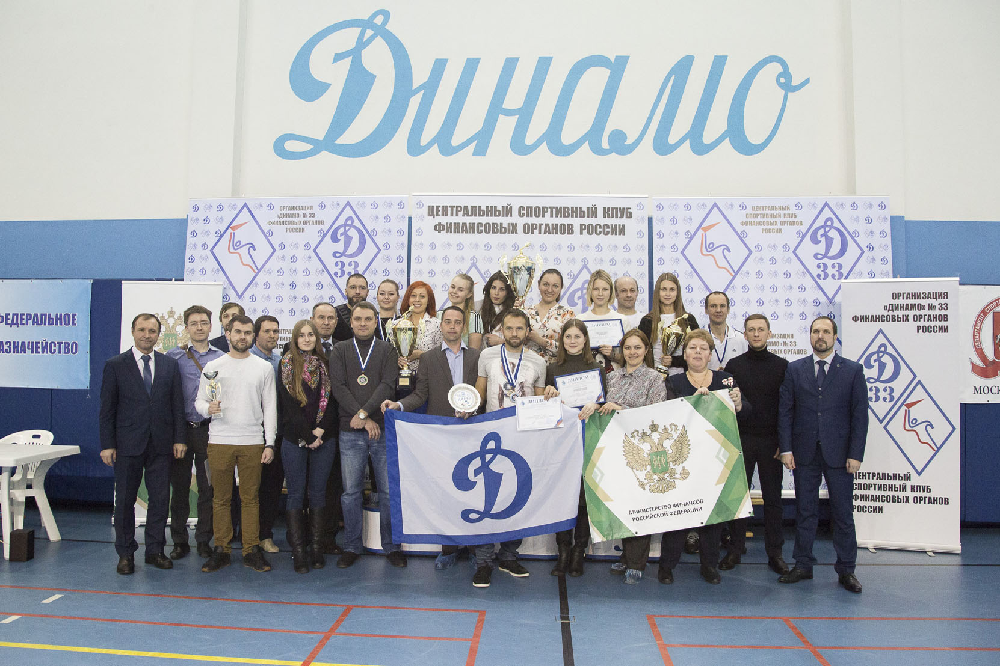 Динамо
ОРГАНИЗАЦИЯ
«ДИНАМО» № 33
ФИНАНСОВЫХ ОРГАНОВ
РОССИИ
Д
33
ЦЕНТРАЛЬНЫЙ СПОРТИВНЫЙ КЛУБ
ФИНАНСОВЫХ ОРГАНОВ РОССИИ
ЦЕНТРАЛЬНЫЙ
СПОРТИВНЫЙ КЛУБ
ФИНАНСОВЫХ ОРГАНОВ
РОССИИ
Д
33
ФЕДЕРАЛЬНОЕ
АЗНАЧЕЙСТВО
ОРГАНИЗАЦИЯ
«ДИНАМО» № 33
ФИНАНСОВЫХ ОРГАНОВ
РОССИИ
Д
33
ЦЕНТРАЛЬНЫЙ
СПОРТИВНЫЙ КЛУБ
ФИНАНСОВЫХ ОРГАНОВ
РОССИИ
ДЕПАРТАМЕНТ СПОРТ
МОСК
ДИПЛОМ
ДИПЛОМ
ДИПЛОМ
ДАРТС
Д
МИНИСТЕРСТВО ФИНАНСОВ
РОССИЙСКОЙ ФЕДЕРАЦИИ